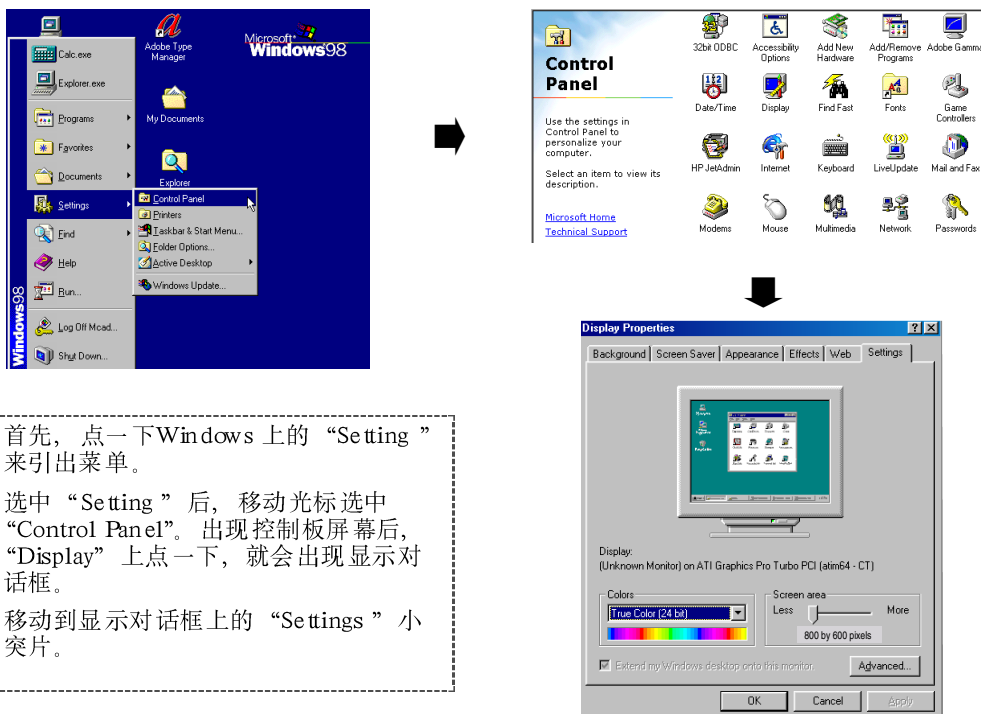 Calc.exe
Explorer.exe
Programs
Favorites
Documents
Settings
Find
Help
Run...
Log Off Mcad...
Shut Down...
Windows98
Adobe Type
Manager
My Documents
Explorer
Microsoft
Windows 98
Control Panel
Printers
Taskbar & Start Menu...
Folder Options...
Active Desktop
Windows Update...
Control
Panel
Use the settings in
Control Panel to
personalize your
computer.
Select an item to view its
description.
Microsoft Home
Technical Support
32bit ODBC
Accessibility
Options
Add New
Hardware
Add/Remove
Programs
Adobe Gamma
Date/Time
Display
Find Fast
Fonts
Game
Controllers
HP JetAdmin
Internet
Keyboard
LiveUpdate
Mail and Fax
Modems
Mouse
Multimedia
Network
Passwords
Display Properties
Background Screen Saver Appearance Effects Web Settings
Display:
(Unknown Monitor) on ATI Graphics Pro Turbo PCI (atim64 - CT)
Colors
True Color (24 bit)
Screen area
Less More
800 by 600 pixels
Extend my Windows desktop onto this monitor.
Advanced...
OK Cancel Apply
首先, 点一下Windows 上的 “Setting ”
来引出菜单。
选中 “Setting ” 后, 移动光标选中
“Control Panel”。出现控制板屏幕后,
“Display” 上点一下, 就会出现显示对
话框。
移动到显示对话框上的 “Settings ” 小
突片。